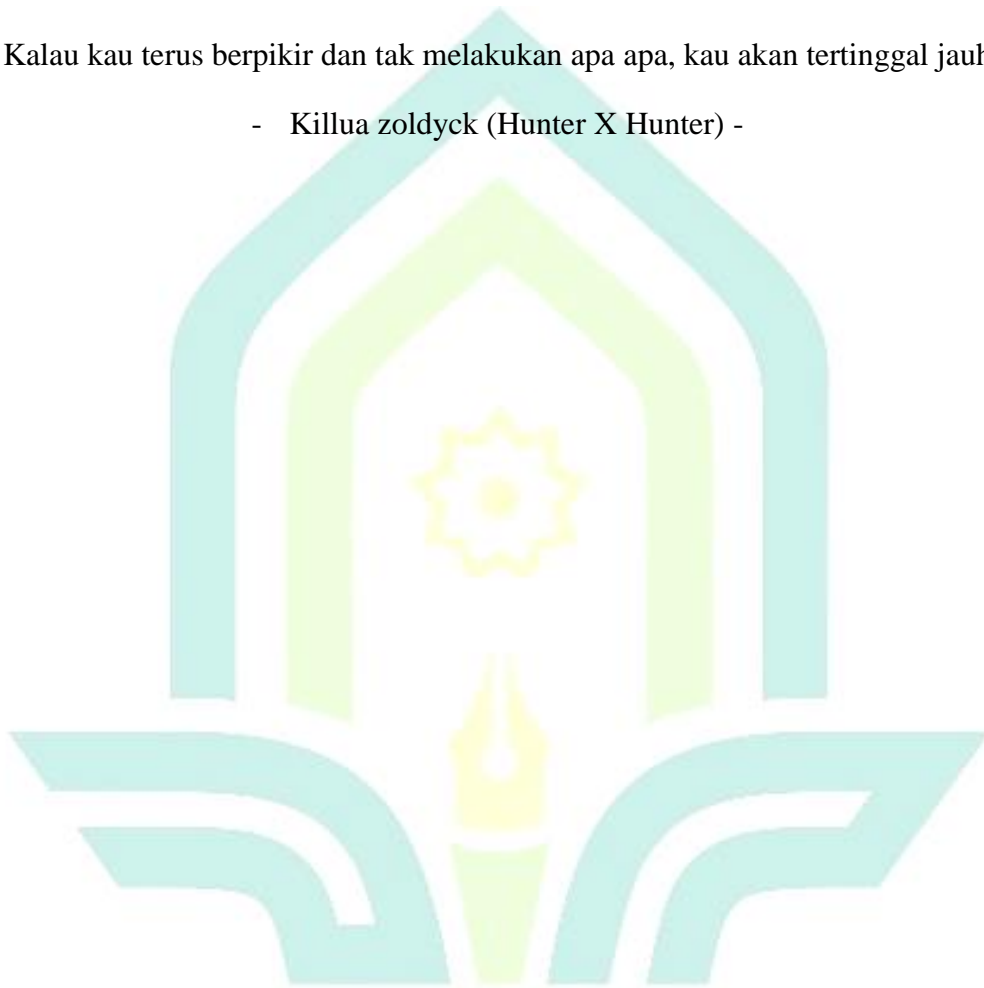 Kalau kau terus berpikir dan tak melakukan apa apa, kau akan tertinggal jauh
- Killua zoldyck (Hunter X Hunter) -